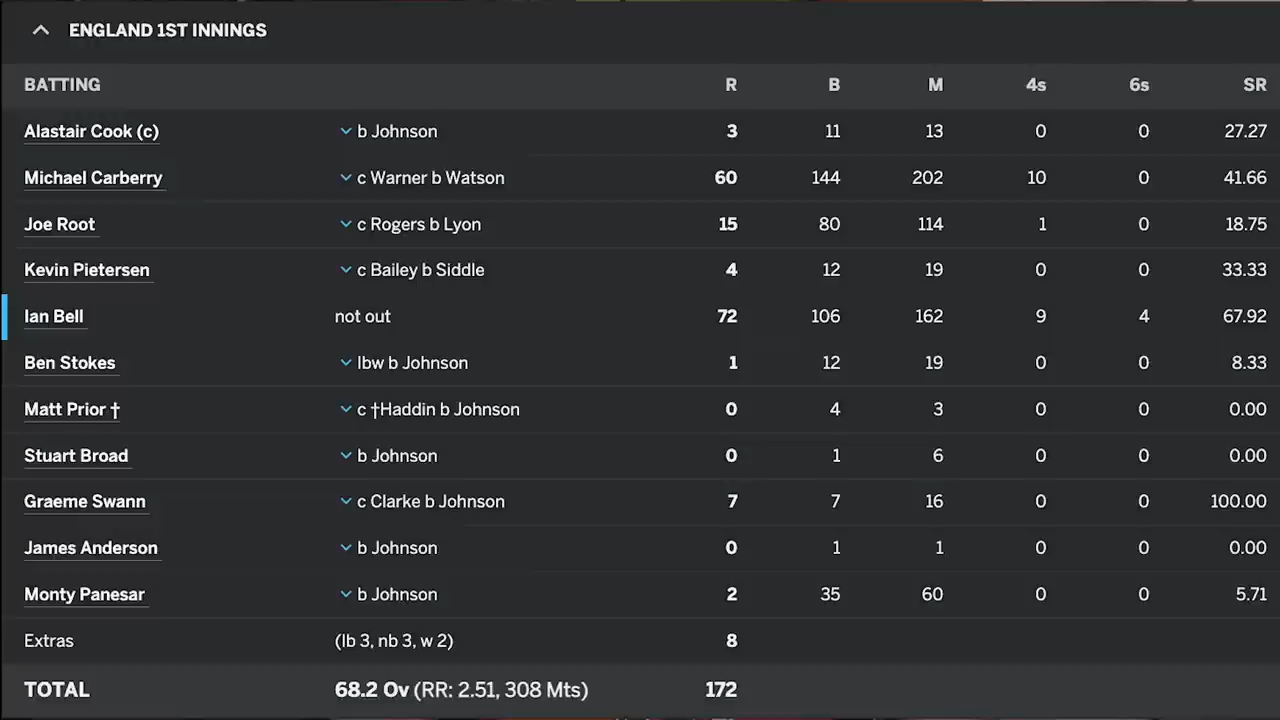 ENGLAND 1ST INNINGS
BATTING R B M 4s 6s SR
Alastair Cook (c) b Johnson 3 11 13 0 0 27.27
Michael Carberry c Warner b Watson 60 144 202 10 0 41.66
Joe Root c Rogers b Lyon 15 80 114 1 0 18.75
Kevin Pietersen c Bailey b Siddle 4 12 19 0 0 33.33
Ian Bell not out 72 106 162 9 4 67.92
Ben Stokes lbw b Johnson 1 12 19 0 0 8.33
Matt Prior † c †Haddin b Johnson 0 4 3 0 0 0.00
Stuart Broad b Johnson 0 1 6 0 0 0.00
Graeme Swann c Clarke b Johnson 7 7 16 0 0 100.00
James Anderson b Johnson 0 1 1 0 0 0.00
Monty Panesar b Johnson 2 35 60 0 0 5.71
Extras (lb 3, nb 3, w 2) 8
TOTAL 68.2 Ov (RR: 2.51, 308 Mts) 172